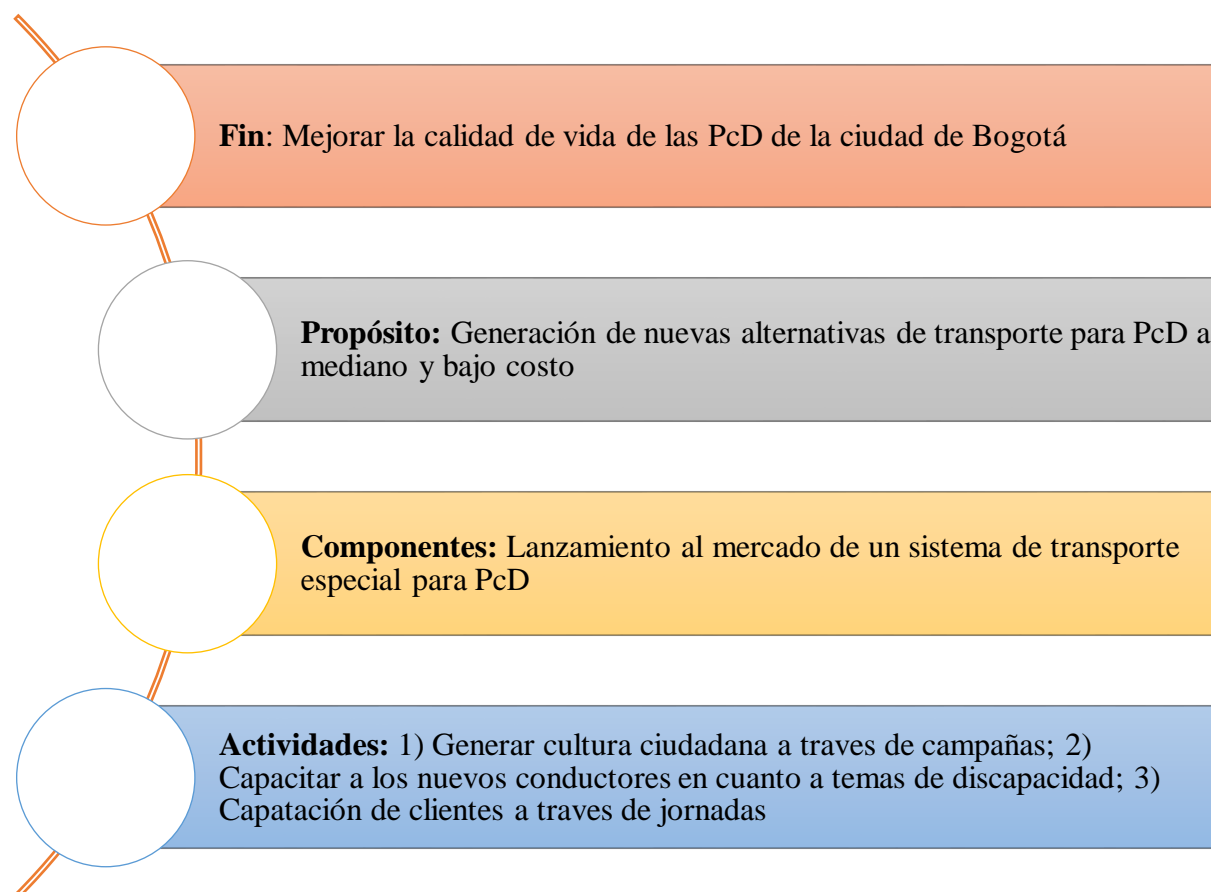 Fin: Mejorar la calidad de vida de las PcD de la ciudad de Bogotá
Propósito: Generación de nuevas alternativas de transporte para PcD a
mediano y bajo costo
Componentes: Lanzamiento al mercado de un sistema de transporte
especial para PcD
Actividades: 1) Generar cultura ciudadana a traves de campañas; 2)
Capacitar a los nuevos conductores en cuanto a temas de discapacidad; 3)
Capatación de clientes a traves de jornadas